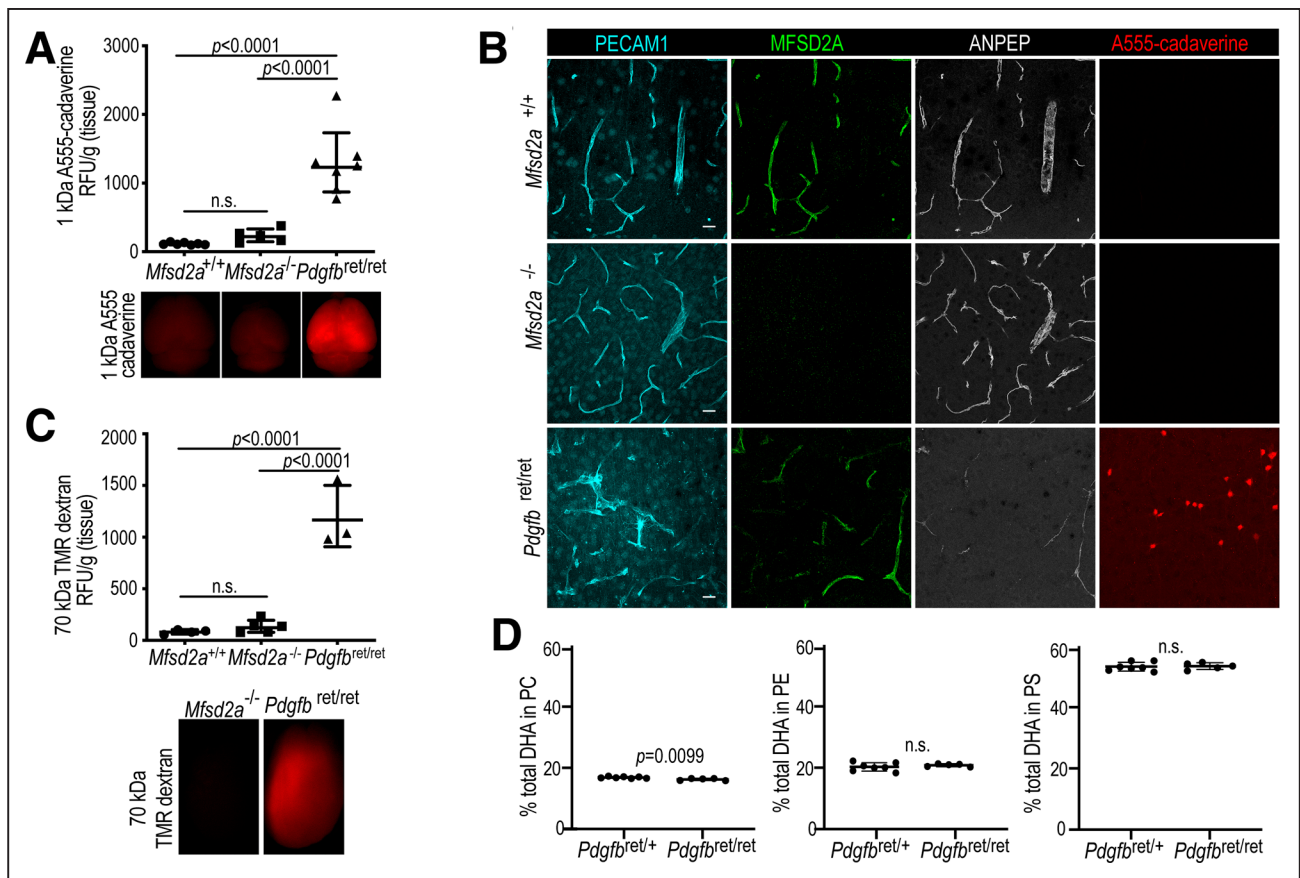 A
3000
2000
1000
0
1 kDa A555-cadaverine
RFU/g (tissue)
p<0.0001
p<0.0001
n.s.
Mfsd2a+/+ Mfsd2a-/- Pdgfbret/ret
1 kDa A555
cadaverine
B
PECAM1 MFSD2A ANPEP A555-cadaverine
Mfsd2a +/+
Mfsd2a -/-
Pdgfb ret/ret
C
2000
1500
1000
500
0
70 kDa TMR dextran
RFU/g (tissue)
p<0.0001
p<0.0001
n.s.
Mfsd2a+/+ Mfsd2a-/- Pdgfbret/ret
Mfsd2a-/- Pdgfb ret/ret
70 kDa
TMR dextran
D
60
40
20
0
% total DHA in PC
p=0.0099
Pdgfbret/+ Pdgfbret/ret
60
40
20
0
% total DHA in PE
n.s.
Pdgfbret/+ Pdgfbret/ret
60
40
20
0
% total DHA in PS
n.s.
Pdgfbret/+ Pdgfbret/ret